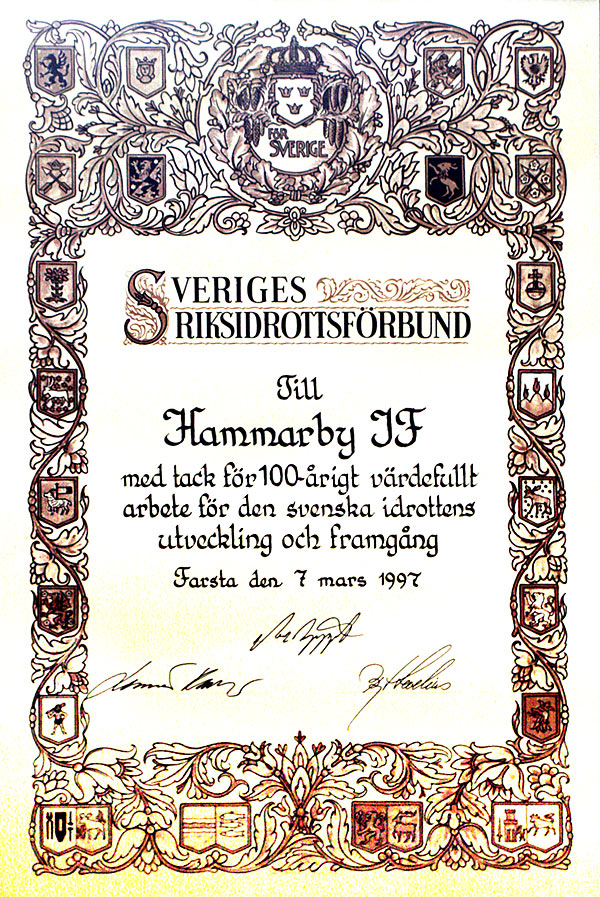 FÖR
SVERIGE
SVERIGES
RIKSIDROTTSFÖRBUND
Till
Hammarby IF
med tack för 100-årigt värdefullt
arbete för den svenska idrottens
utveckling och framgång
Farsta den 7 mars 1997